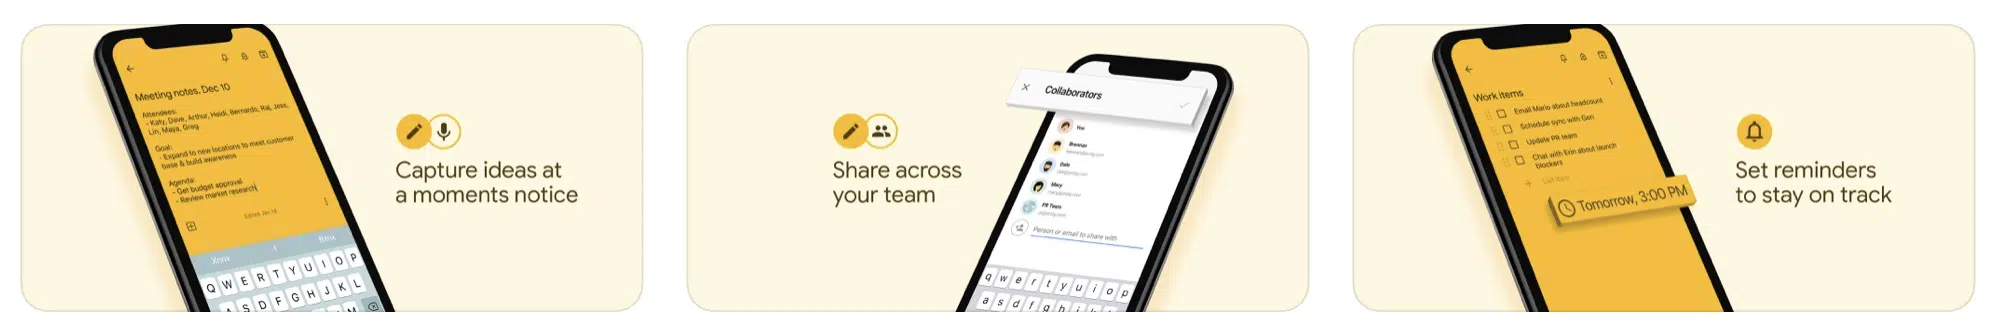 Meeting notes, Dec 10
Attendees:
- Katy, Dave, Arthur, Heidi, Bernardo, Raj, Jess,
Lin, Maya, Greg
Goal:
- Expand to new locations to meet customer
base & build awareness
Agenda:
- Get budget approval
- Review market research
Edited Jan 14
Q W E R T Y U I O P
A S D F G H J K L
M
Capture ideas at
a moments notice
Share across
your team
Collaborators
You
Brennan
Dale
Mary
PR Team
Person or email to share with
q w e r t y u i o p
a s d f g h j k l
Work items
Email Mario about headcount
Schedule sync with Gen
Update PR team
Chat with Erin about launch
blockers
+ List item
Tomorrow, 3:00 PM
Set reminders
to stay on track